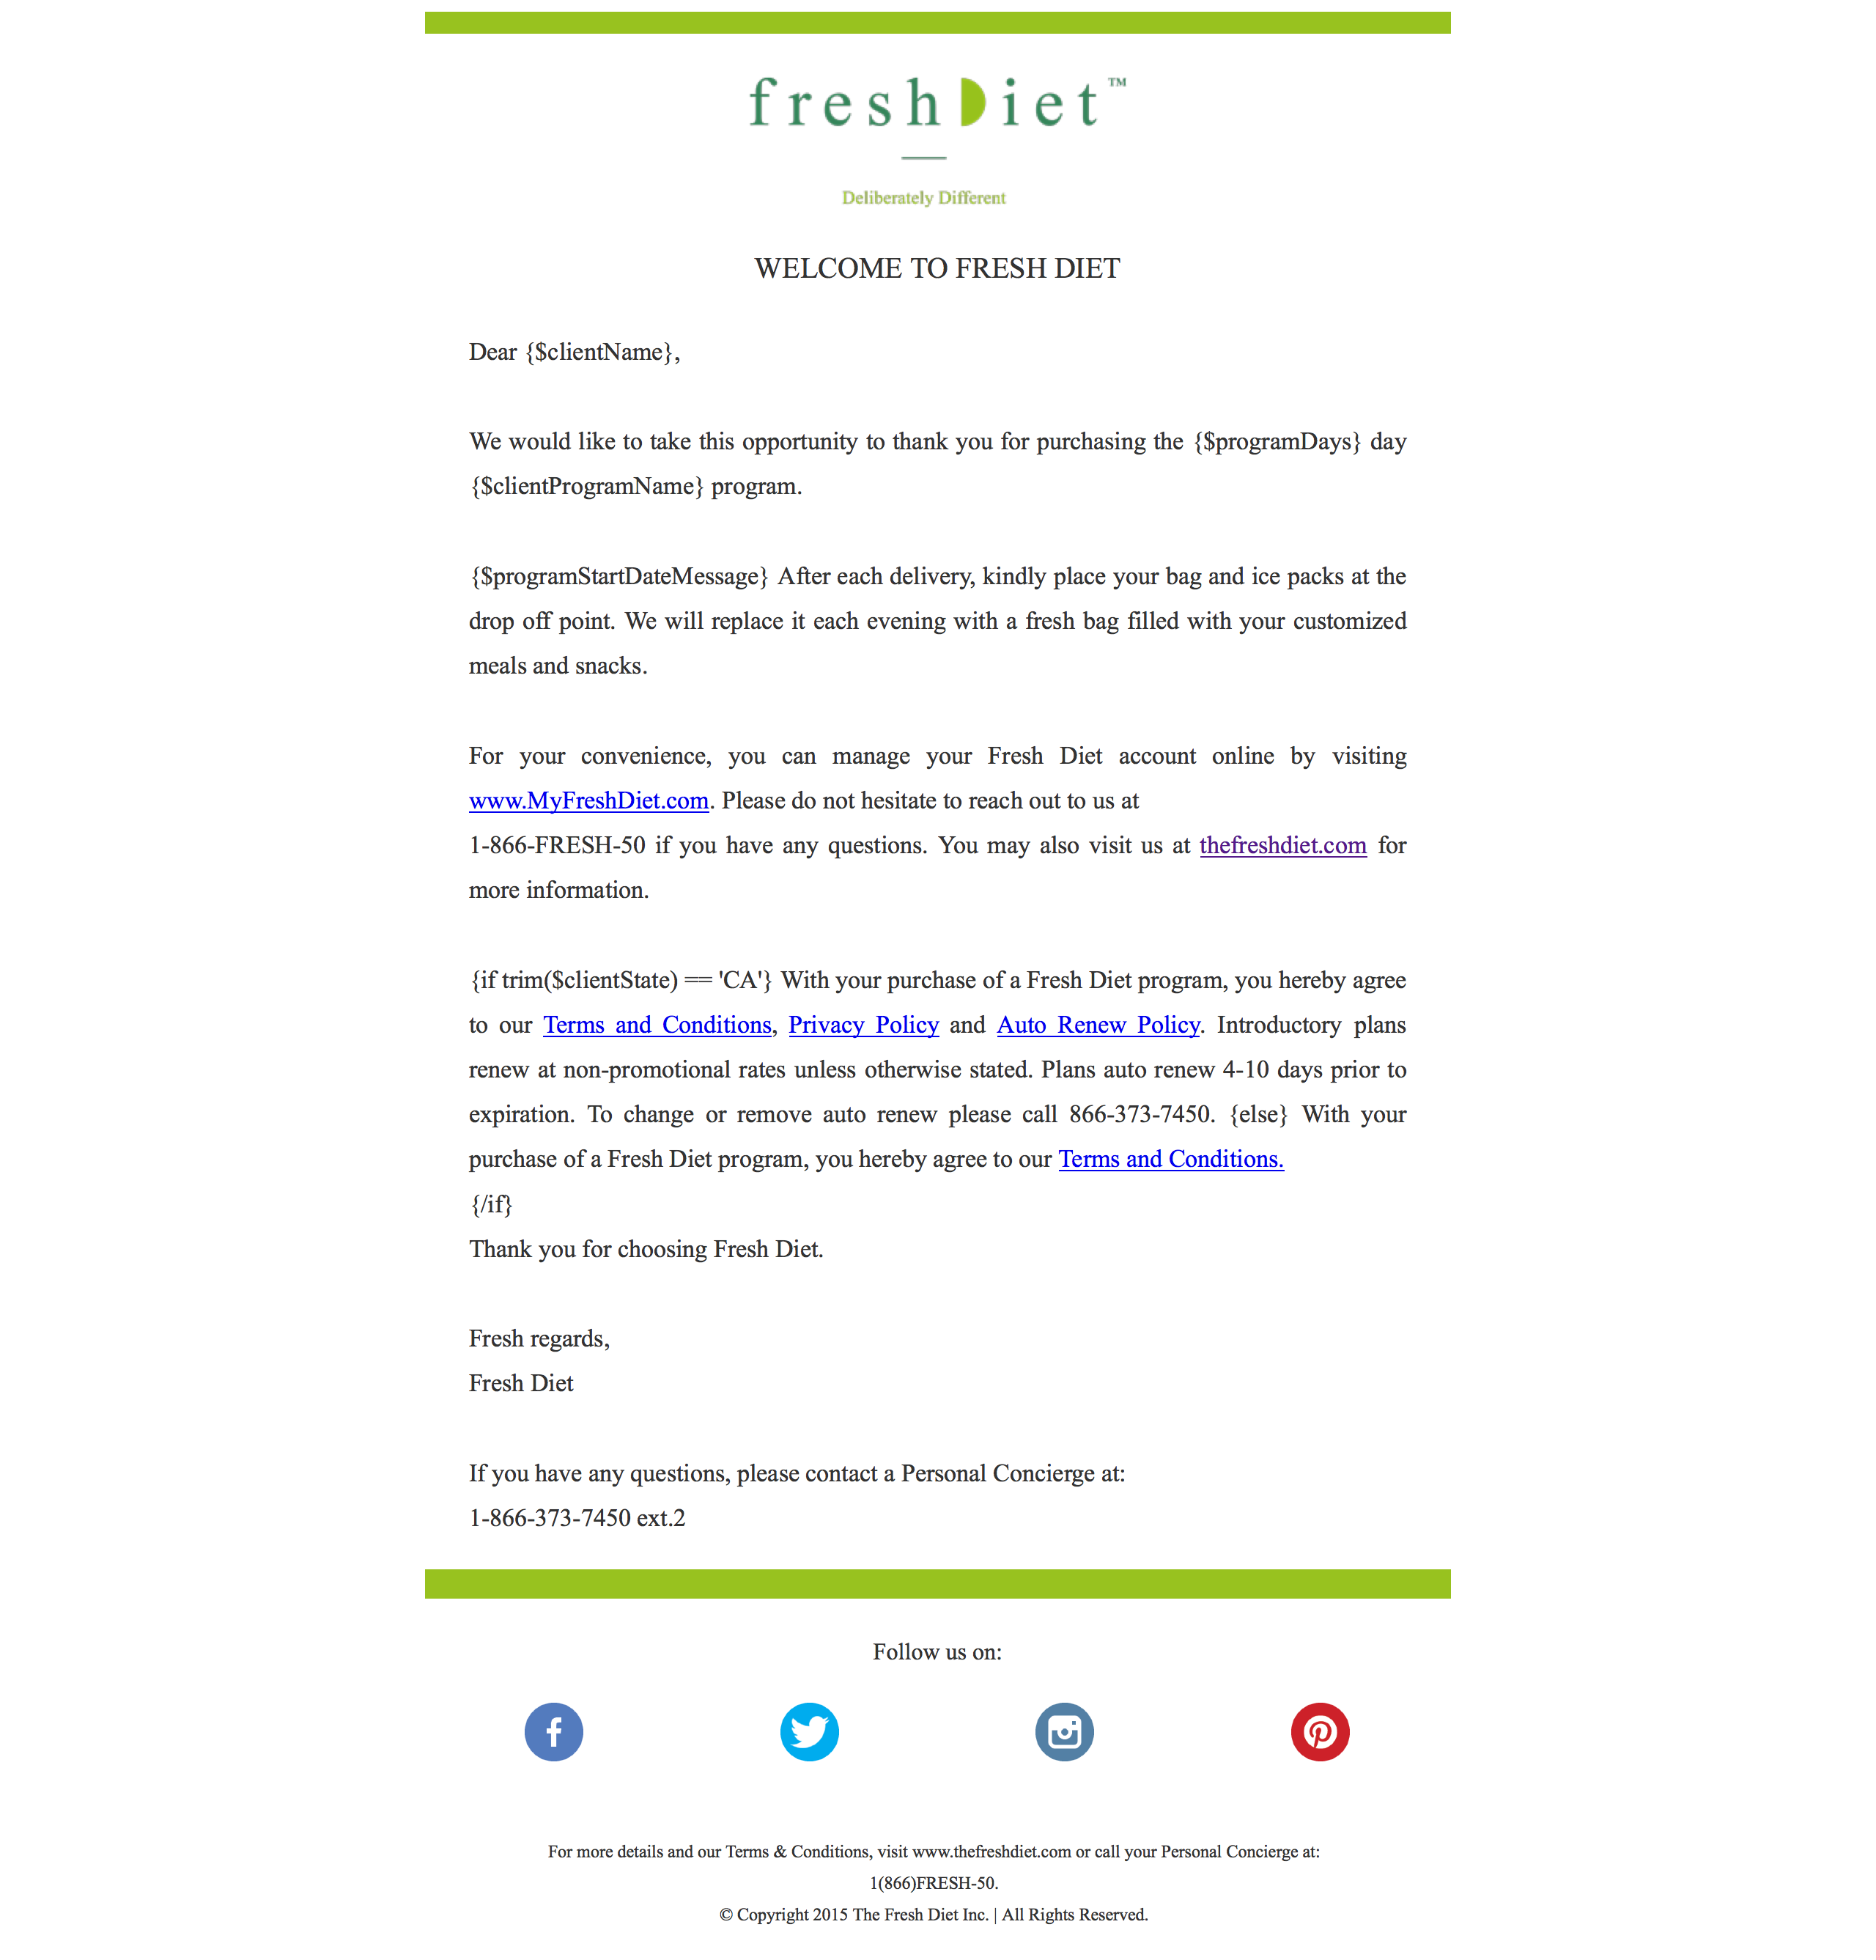 freshDiet™
Deliberately Different
WELCOME TO FRESH DIET
Dear {$clientName},
We would like to take this opportunity to thank you for purchasing the {$programDays} day
{$clientProgramName} program.
{$programStartDateMessage} After each delivery, kindly place your bag and ice packs at the
drop off point. We will replace it each evening with a fresh bag filled with your customized
meals and snacks.
For your convenience, you can manage your Fresh Diet account online by visiting
www.MyFreshDiet.com. Please do not hesitate to reach out to us at
1-866-FRESH-50 if you have any questions. You may also visit us at thefreshdiet.com for
more information.
{if trim($clientState) == 'CA'} With your purchase of a Fresh Diet program, you hereby agree
to our Terms and Conditions, Privacy Policy and Auto Renew Policy. Introductory plans
renew at non-promotional rates unless otherwise stated. Plans auto renew 4-10 days prior to
expiration. To change or remove auto renew please call 866-373-7450. {else} With your
purchase of a Fresh Diet program, you hereby agree to our Terms and Conditions.
{/if}
Thank you for choosing Fresh Diet.
Fresh regards,
Fresh Diet
If you have any questions, please contact a Personal Concierge at:
1-866-373-7450 ext.2
Follow us on:
For more details and our Terms & Conditions, visit www.thefreshdiet.com or call your Personal Concierge at:
1(866)FRESH-50.
© Copyright 2015 The Fresh Diet Inc. | All Rights Reserved.